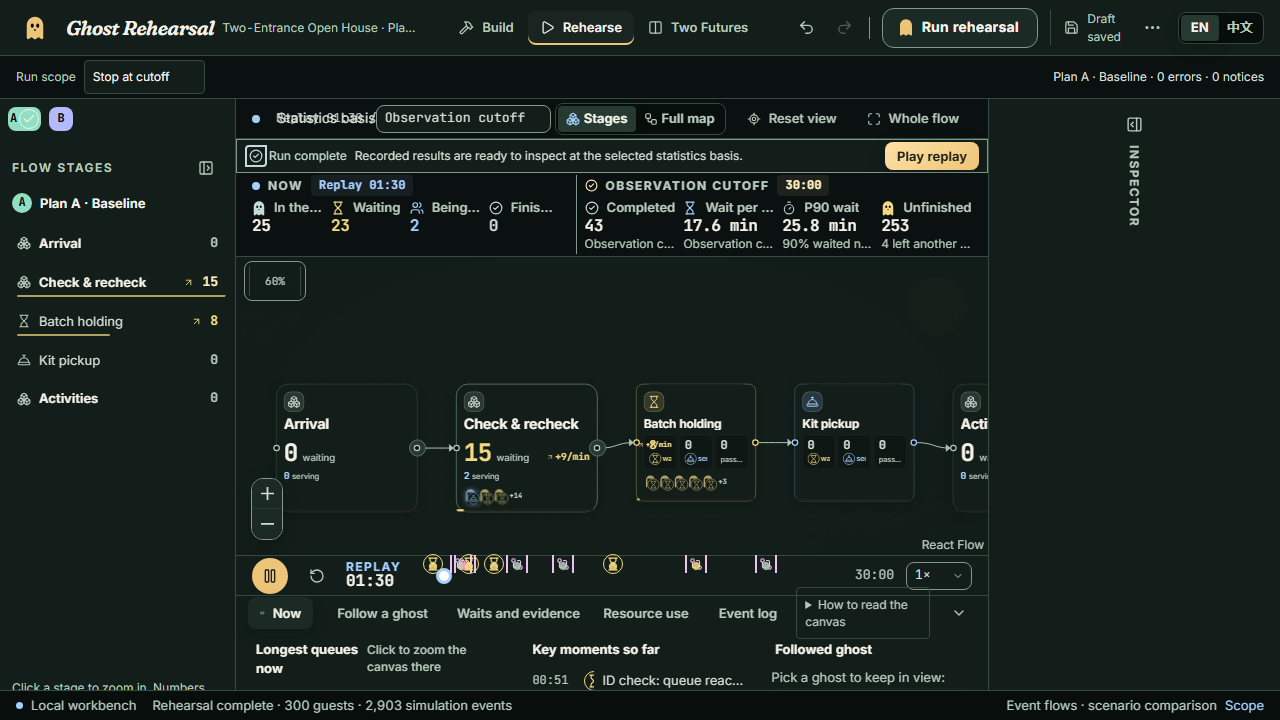 Ghost Rehearsal
Two-Entrance Open House · Pla...
Build
Rehearse
Two Futures
Run rehearsal
Draft saved
EN
中文
Run scope
Stop at cutoff
Plan A · Baseline · 0 errors · 0 notices
A
B
Statistics basis
Observation cutoff
Stages
Full map
Reset view
Whole flow
Run complete Recorded results are ready to inspect at the selected statistics basis.
Play replay
FLOW STAGES
A Plan A · Baseline
Arrival 0
Check & recheck 15
Batch holding 8
Kit pickup 0
Activities 0
NOW Replay 01:30
In the... Waiting Being... Finis...
25 23 2 0
OBSERVATION CUTOFF 30:00
Completed Wait per ... P90 wait Unfinished
43 17.6 min 25.8 min 253
Observation c... Observation c... 90% waited n... 4 left another ...
INSPECTOR
60%
Arrival
0 waiting
0 serving
Check & recheck
15 waiting +9/min
2 serving
+14
Batch holding
0 0
pass...
+3
Kit pickup
0 0 0
pass...
Acti
0
0 serving
React Flow
REPLAY
01:30
30:00
1×
Now
Follow a ghost
Waits and evidence
Resource use
Event log
How to read the canvas
Longest queues now
Click to zoom the canvas there
Key moments so far
00:51 ID check: queue reac...
Followed ghost
Pick a ghost to keep in view:
Click a stage to zoom in. Numbers
Local workbench
Rehearsal complete · 300 guests · 2,903 simulation events
Event flows · scenario comparison Scope